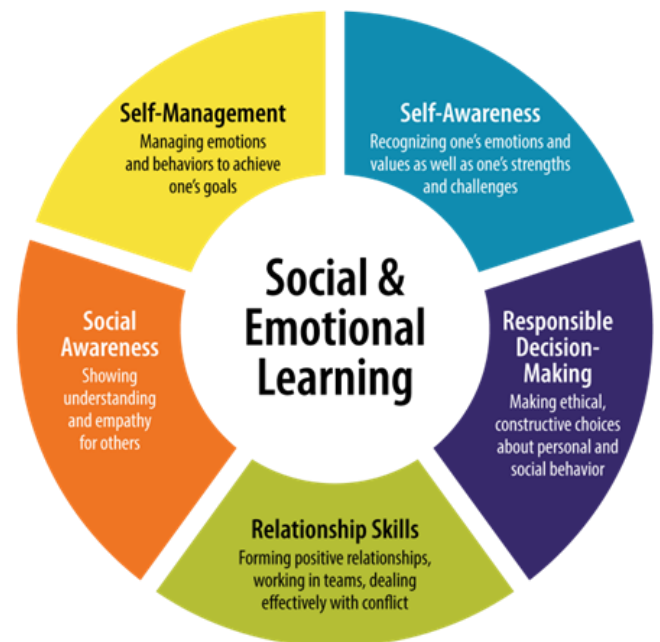 Self-Management
Managing emotions
and behaviors to achieve
one's goals
Self-Awareness
Recognizing one's emotions and
values as well as one's strengths
and challenges
Social &
Emotional
Learning
Social
Awareness
Showing
understanding
and empathy
for others
Responsible
Decision-
Making
Making ethical,
constructive choices
about personal and
social behavior
Relationship Skills
Forming positive relationships,
working in teams, dealing
effectively with conflict